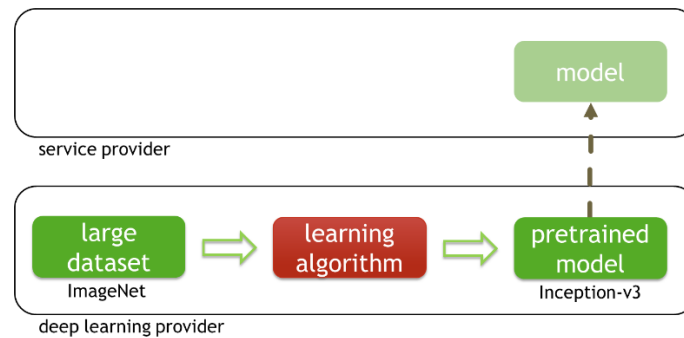 model
service provider
large
dataset
learning
algorithm
pretrained
model
ImageNet
Inception-v3
deep learning provider